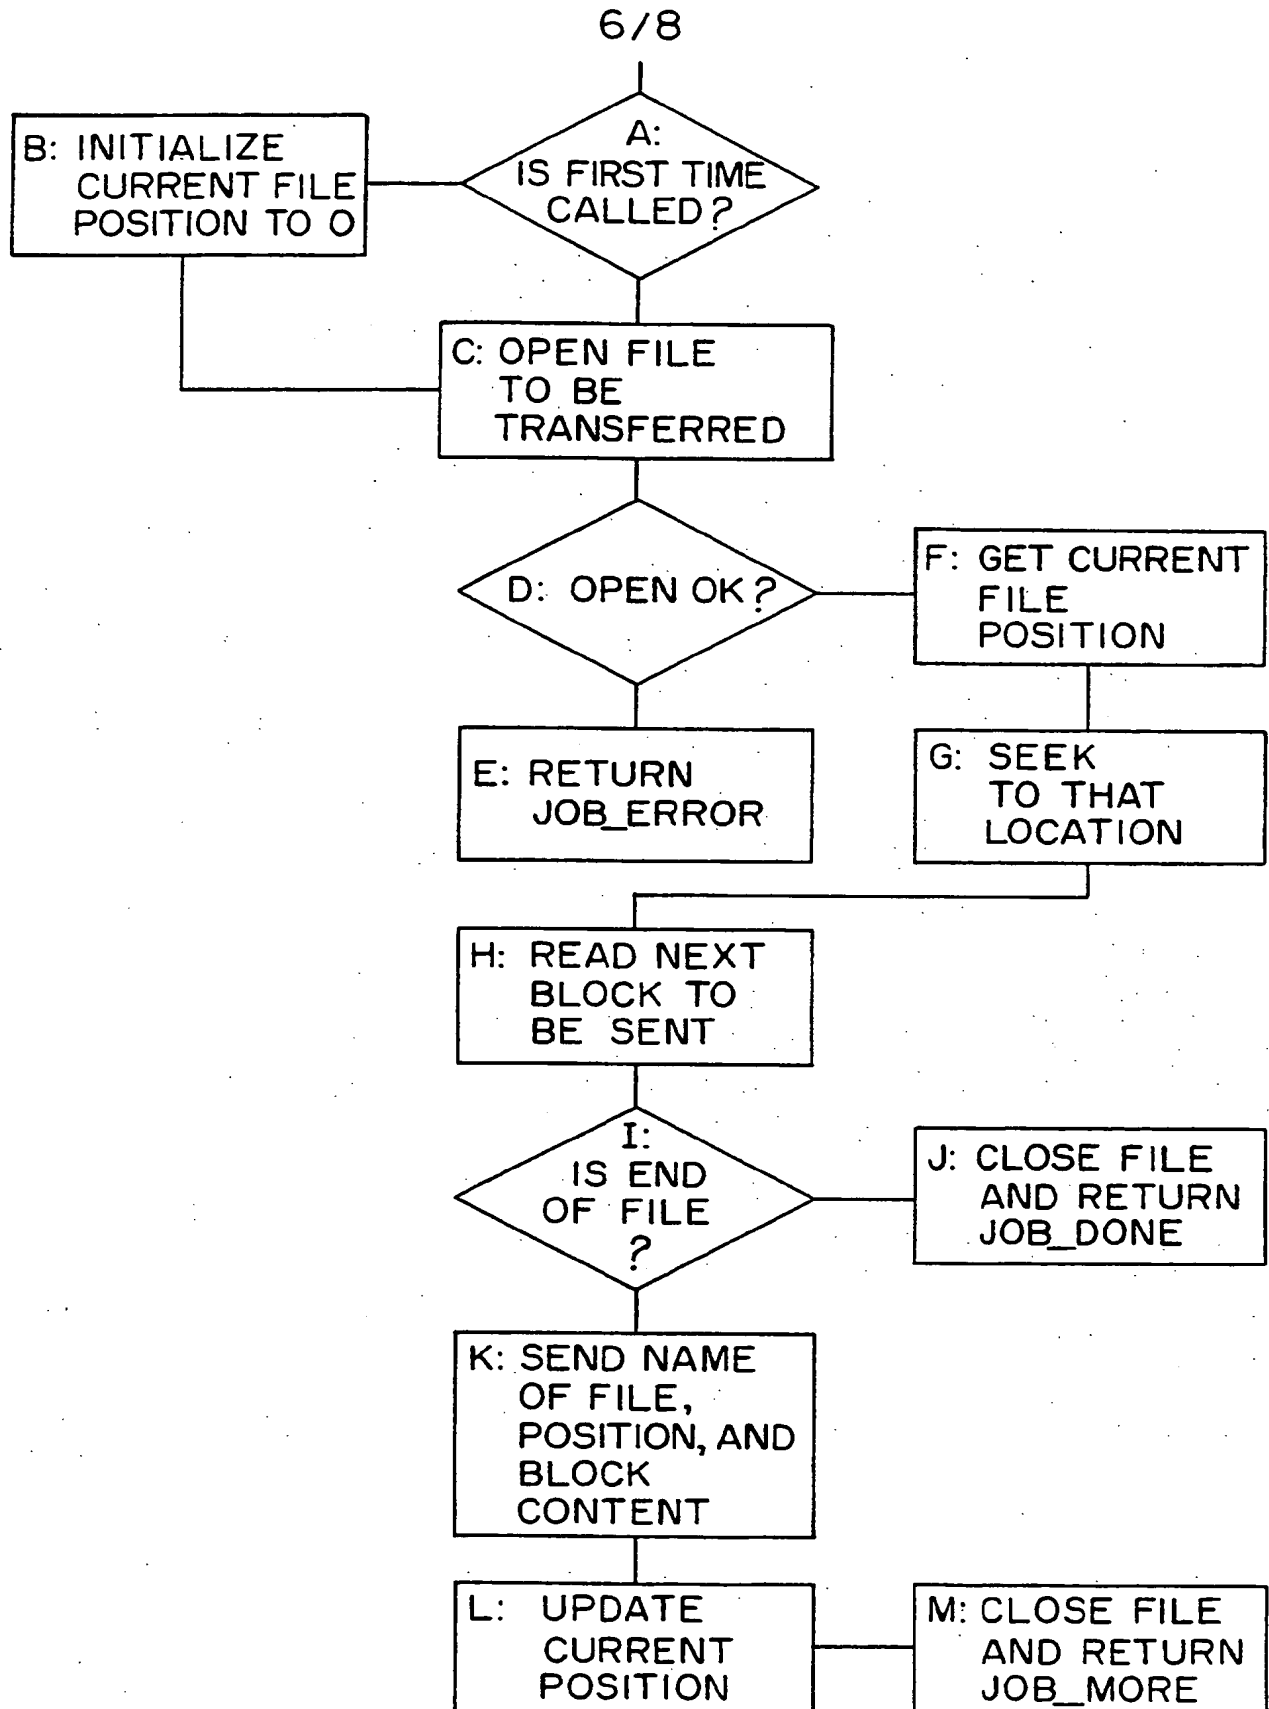 6/8
A:
IS FIRST TIME
CALLED?
B: INITIALIZE
CURRENT FILE
POSITION TO 0
C: OPEN FILE
TO BE
TRANSFERRED
D: OPEN OK?
F: GET CURRENT
FILE
POSITION
E: RETURN
JOB_ERROR
G: SEEK
TO THAT
LOCATION
H: READ NEXT
BLOCK TO
BE SENT
I:
IS END
OF FILE
?
J: CLOSE FILE
AND RETURN
JOB_DONE
K: SEND NAME
OF FILE,
POSITION, AND
BLOCK
CONTENT
L: UPDATE
CURRENT
POSITION
M: CLOSE FILE
AND RETURN
JOB_MORE